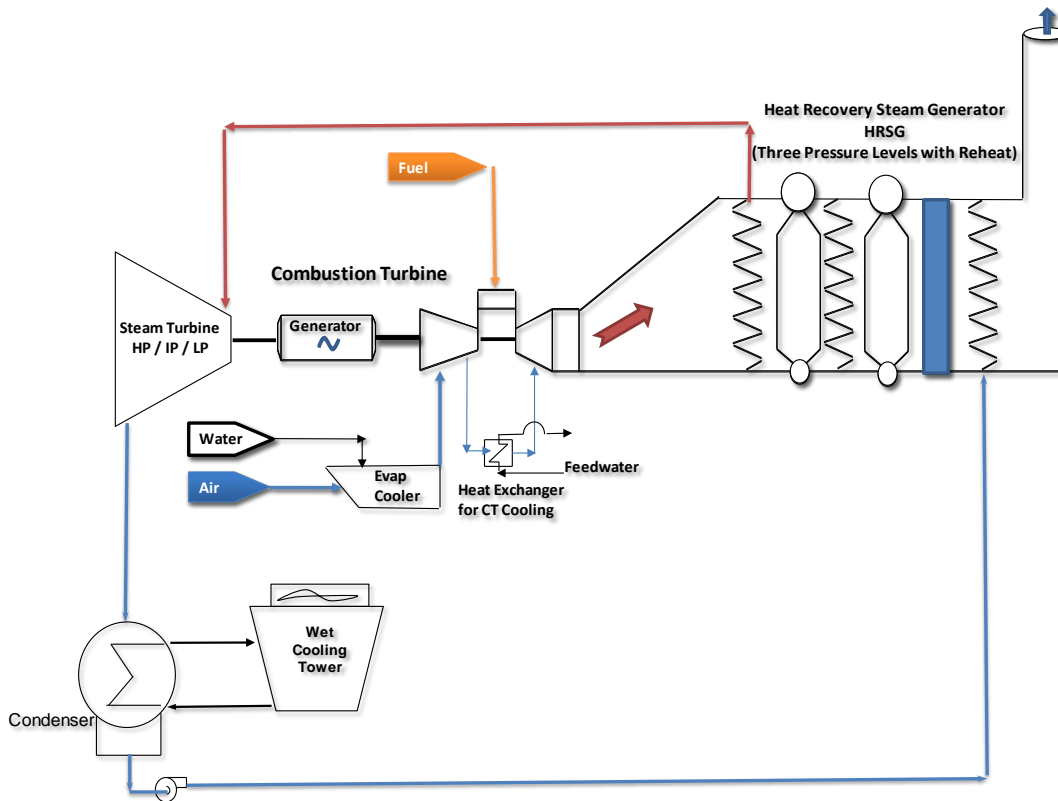 Heat Recovery Steam Generator
HRSG
(Three Pressure Levels with Reheat)
Fuel
Combustion Turbine
Steam Turbine
HP / IP / LP
Generator
Water
Air
Evap
Cooler
Feedwater
Heat Exchanger
for CT Cooling
Wet
Cooling
Tower
Condenser